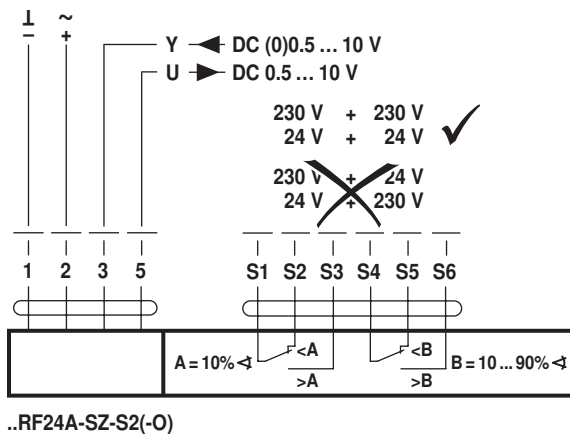 ⊥ ~
– +
Y DC (0)0.5 ... 10 V
U DC 0.5 ... 10 V
230 V + 230 V
24 V + 24 V
230 V + 24 V
24 V + 230 V
1 2 3 5 S1 S2 S3 S4 S5 S6
A = 10% ∢ <A <B B = 10 ... 90% ∢
>A >B
..RF24A-SZ-S2(-O)